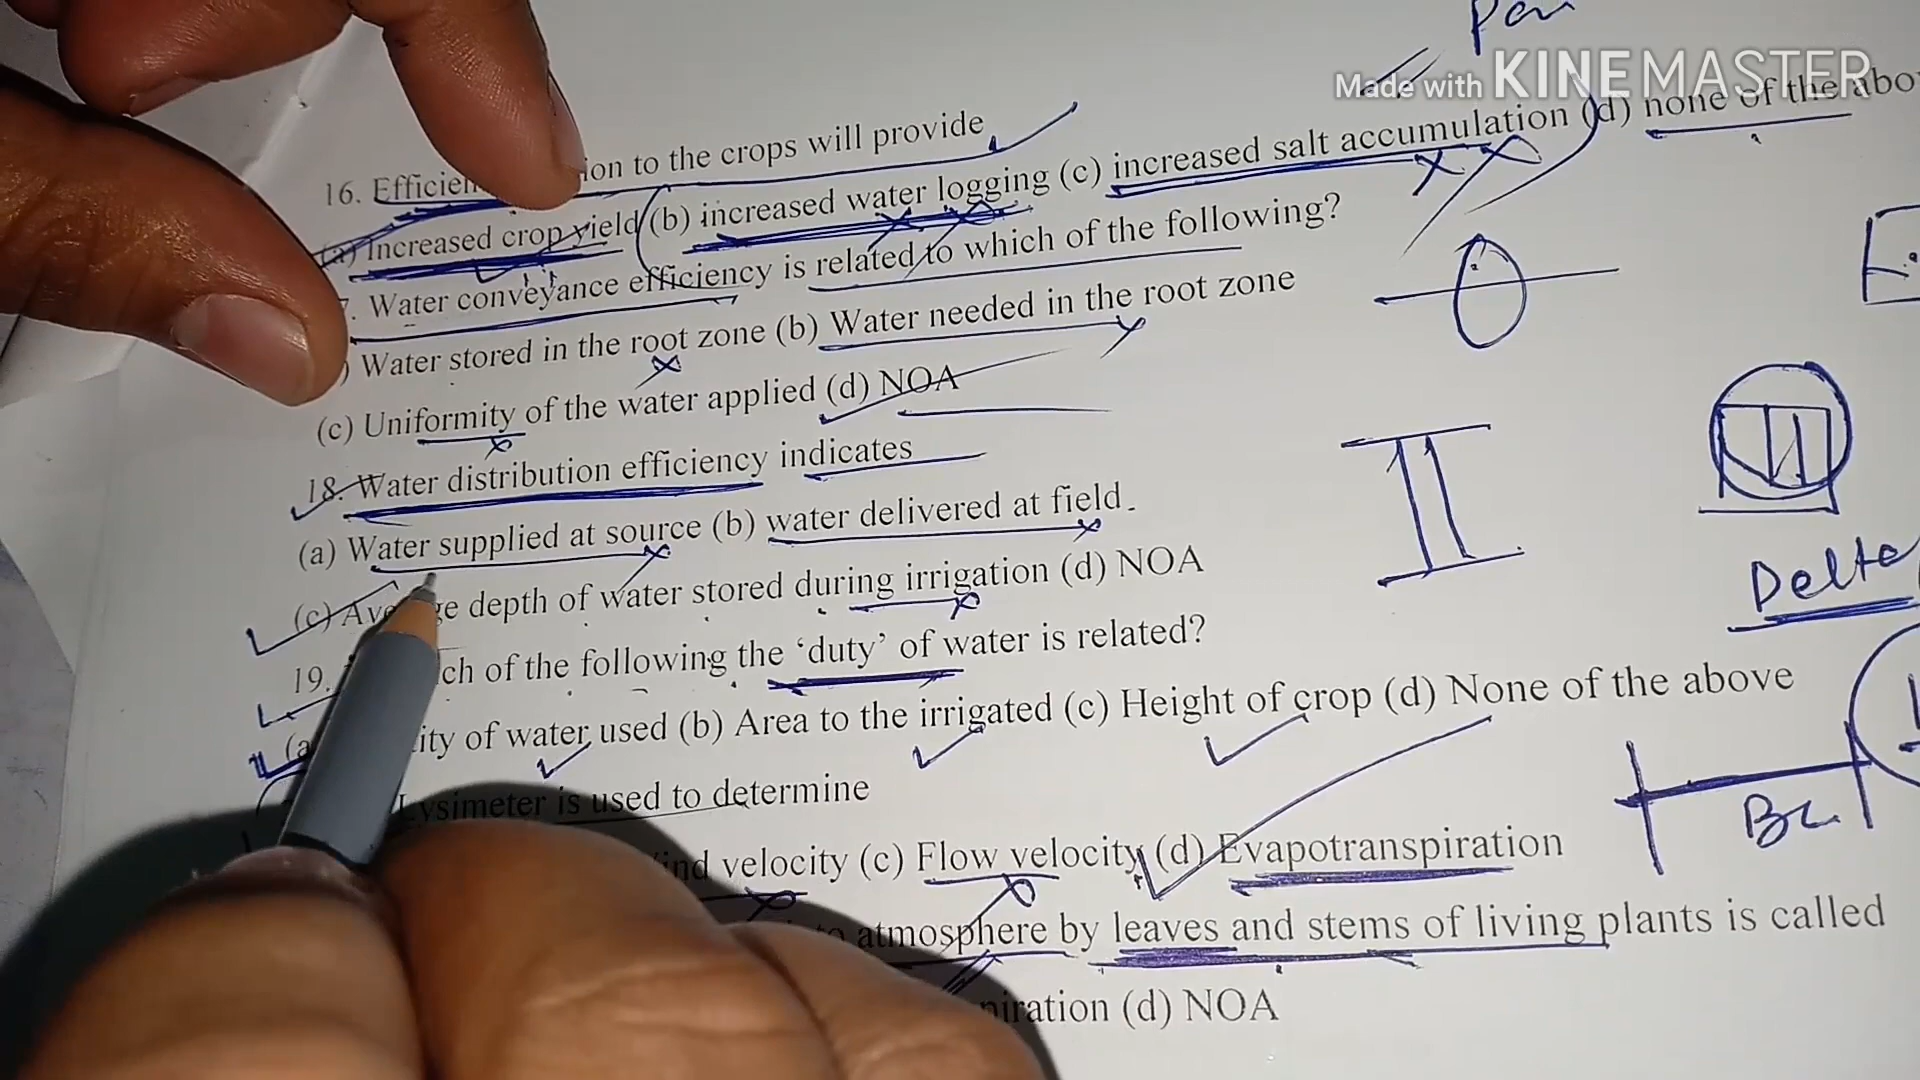 Pan
Made with KINEMASTER
16. Efficien ion to the crops will provide
(a) Increased crop yield (b) increased water logging (c) increased salt accumulation (d) none of the abo
7. Water conveyance efficiency is related to which of the following?
) Water stored in the root zone (b) Water needed in the root zone
(c) Uniformity of the water applied (d) NOA
18. Water distribution efficiency indicates
(a) Water supplied at source (b) water delivered at field.
(c) Average depth of water stored during irrigation (d) NOA
Delta
19. ch of the following the ‘duty’ of water is related?
(a ity of water used (b) Area to the irrigated (c) Height of crop (d) None of the above
Lysimeter is used to determine
ind velocity (c) Flow velocity (d) Evapotranspiration
to atmosphere by leaves and stems of living plants is called
piration (d) NOA